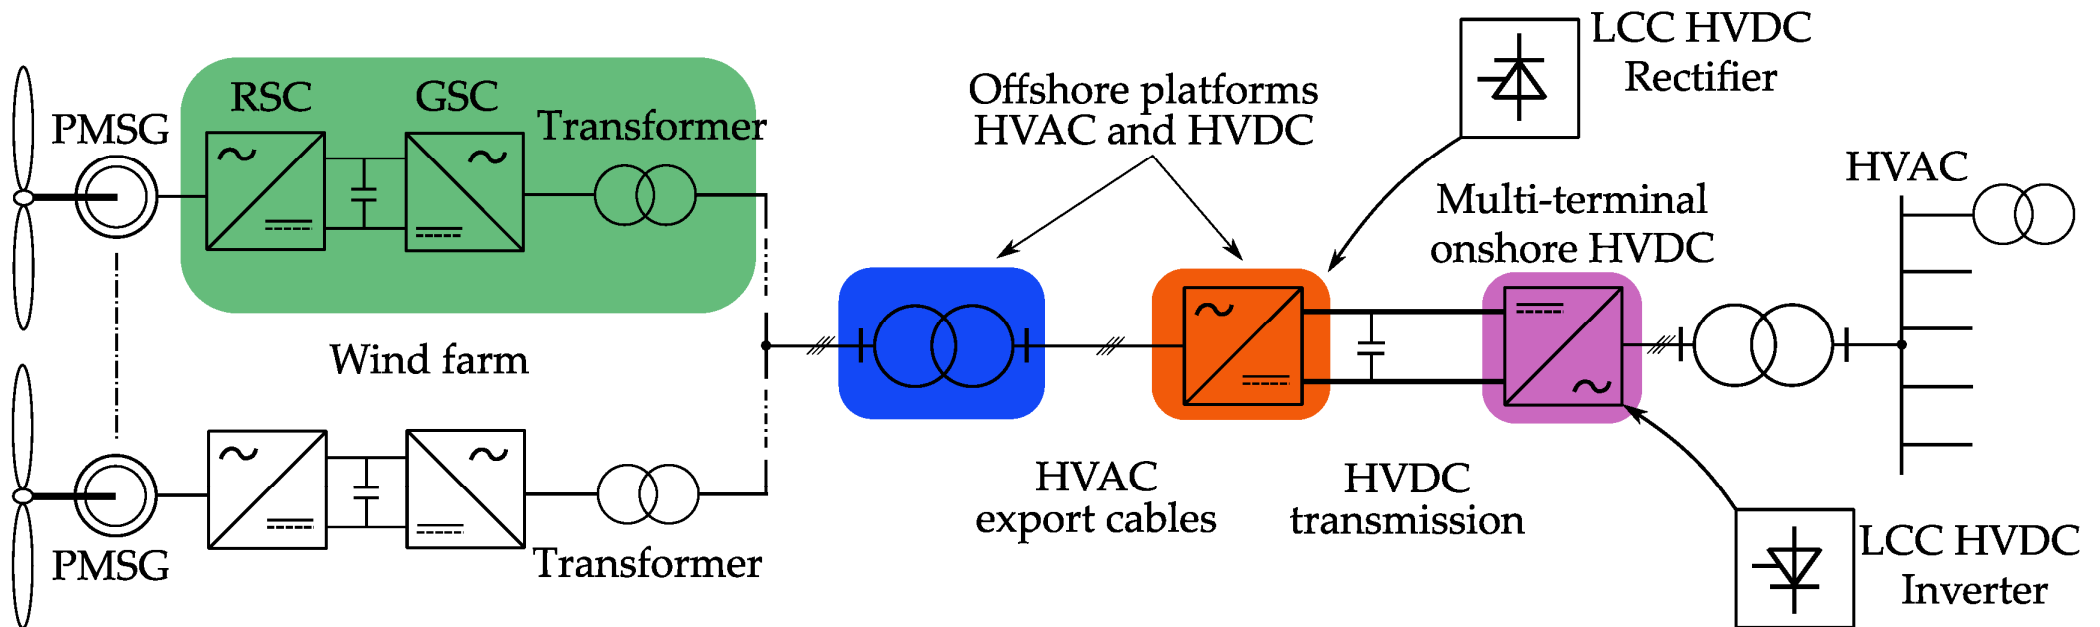 LCC HVDC
Rectifier
RSC
GSC
Offshore platforms
HVAC and HVDC
PMSG
Transformer
HVAC
Multi-terminal
onshore HVDC
Wind farm
HVAC
export cables
HVDC
transmission
PMSG
Transformer
LCC HVDC
Inverter